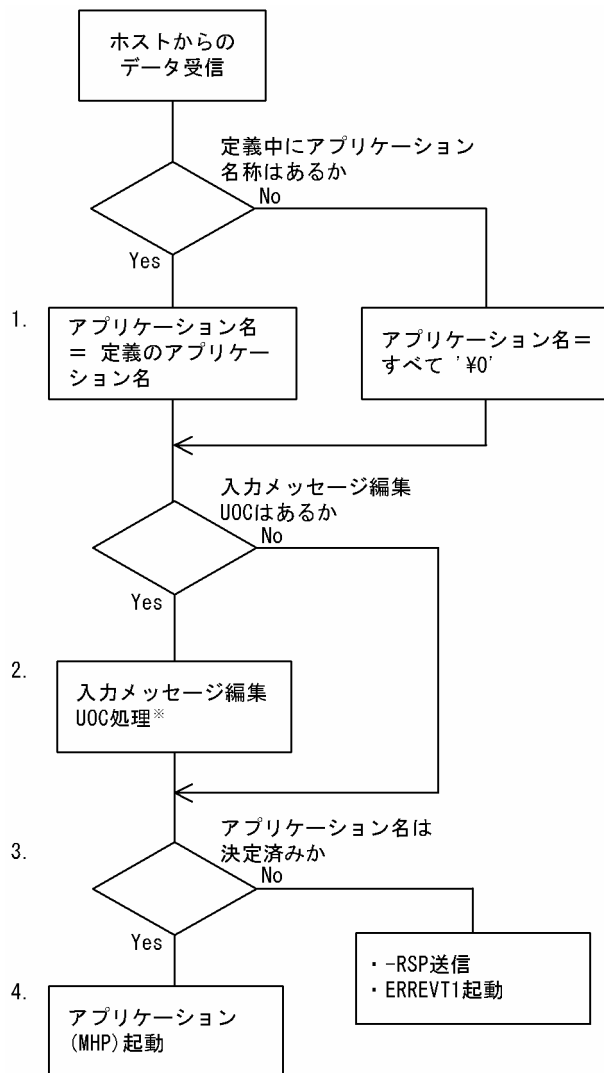 ホストからの
データ受信
定義中にアプリケーション
名称はあるか
No
Yes
1.
アプリケーション名
= 定義のアプリケー
ション名
アプリケーション名=
すべて '¥0'
入力メッセージ編集
UOCはあるか
No
Yes
2.
入力メッセージ編集
UOC処理※
アプリケーション名は
決定済みか
3.
No
Yes
・-RSP送信
・ERREVT1起動
4.
アプリケーション
(MHP)起動